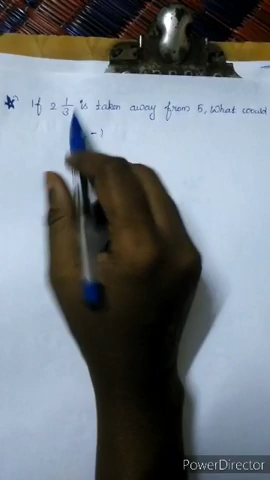 If 2 1/3 is taken away from 5, What would
PowerDirector